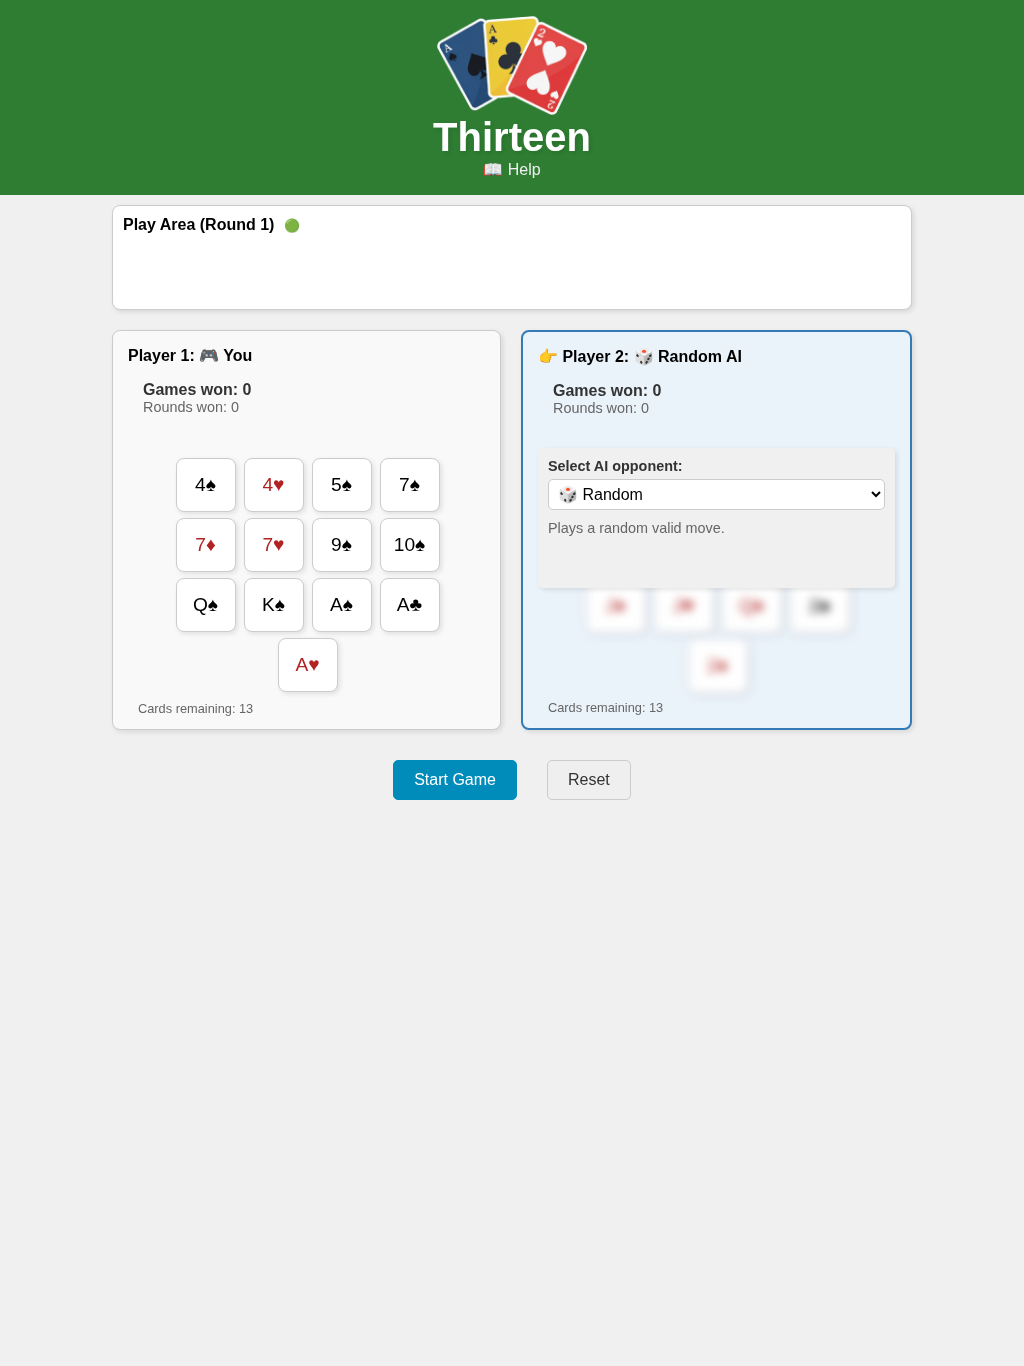 A♠
A♣
2♥
2♥
Thirteen
📖 Help
Play Area (Round 1) 🟢
Player 1: 🎮 You
Games won: 0
Rounds won: 0
4♠ 4♥ 5♠ 7♠
7♦ 7♥ 9♠ 10♠
Q♠ K♠ A♠ A♣
A♥
Cards remaining: 13
👉 Player 2: 🎲 Random AI
Games won: 0
Rounds won: 0
Select AI opponent:
🎲 Random
Plays a random valid move.
Cards remaining: 13
Start Game
Reset